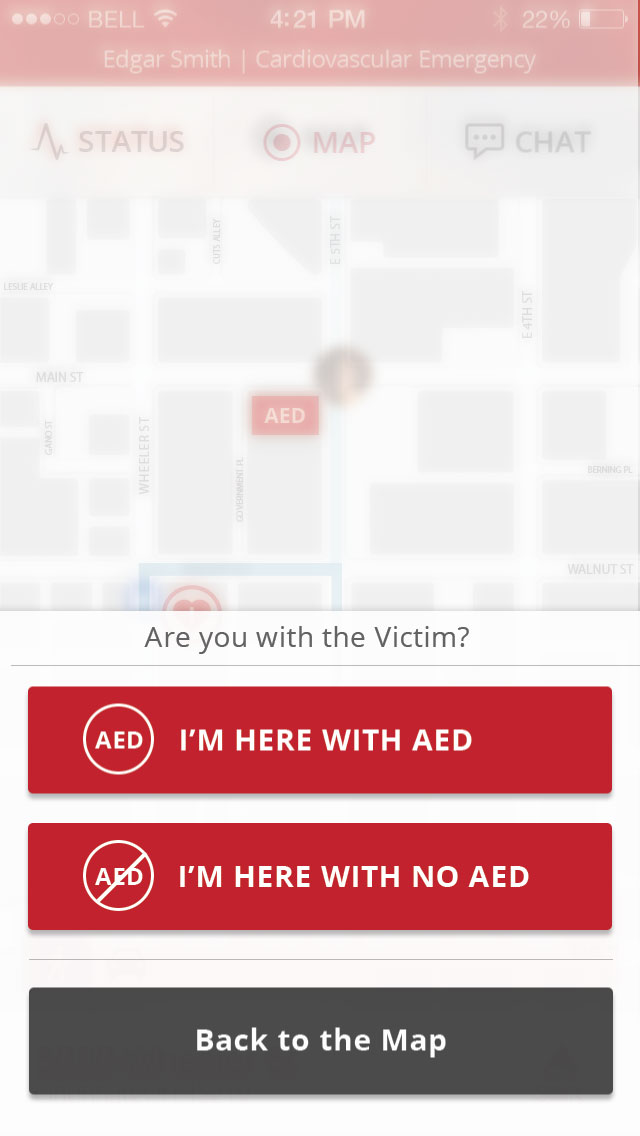 BELL 4:21 PM 22%
Edgar Smith | Cardiovascular Emergency
STATUS MAP CHAT
CUTS ALLEY
E 5TH ST
LESLIE ALLEY
E 4TH ST
MAIN ST
AED
GANO ST
WHEELER ST
GOVERNMENT PL
BERNING PL
WALNUT ST
Are you with the Victim?
AED I’M HERE WITH AED
AED I’M HERE WITH NO AED
Back to the Map